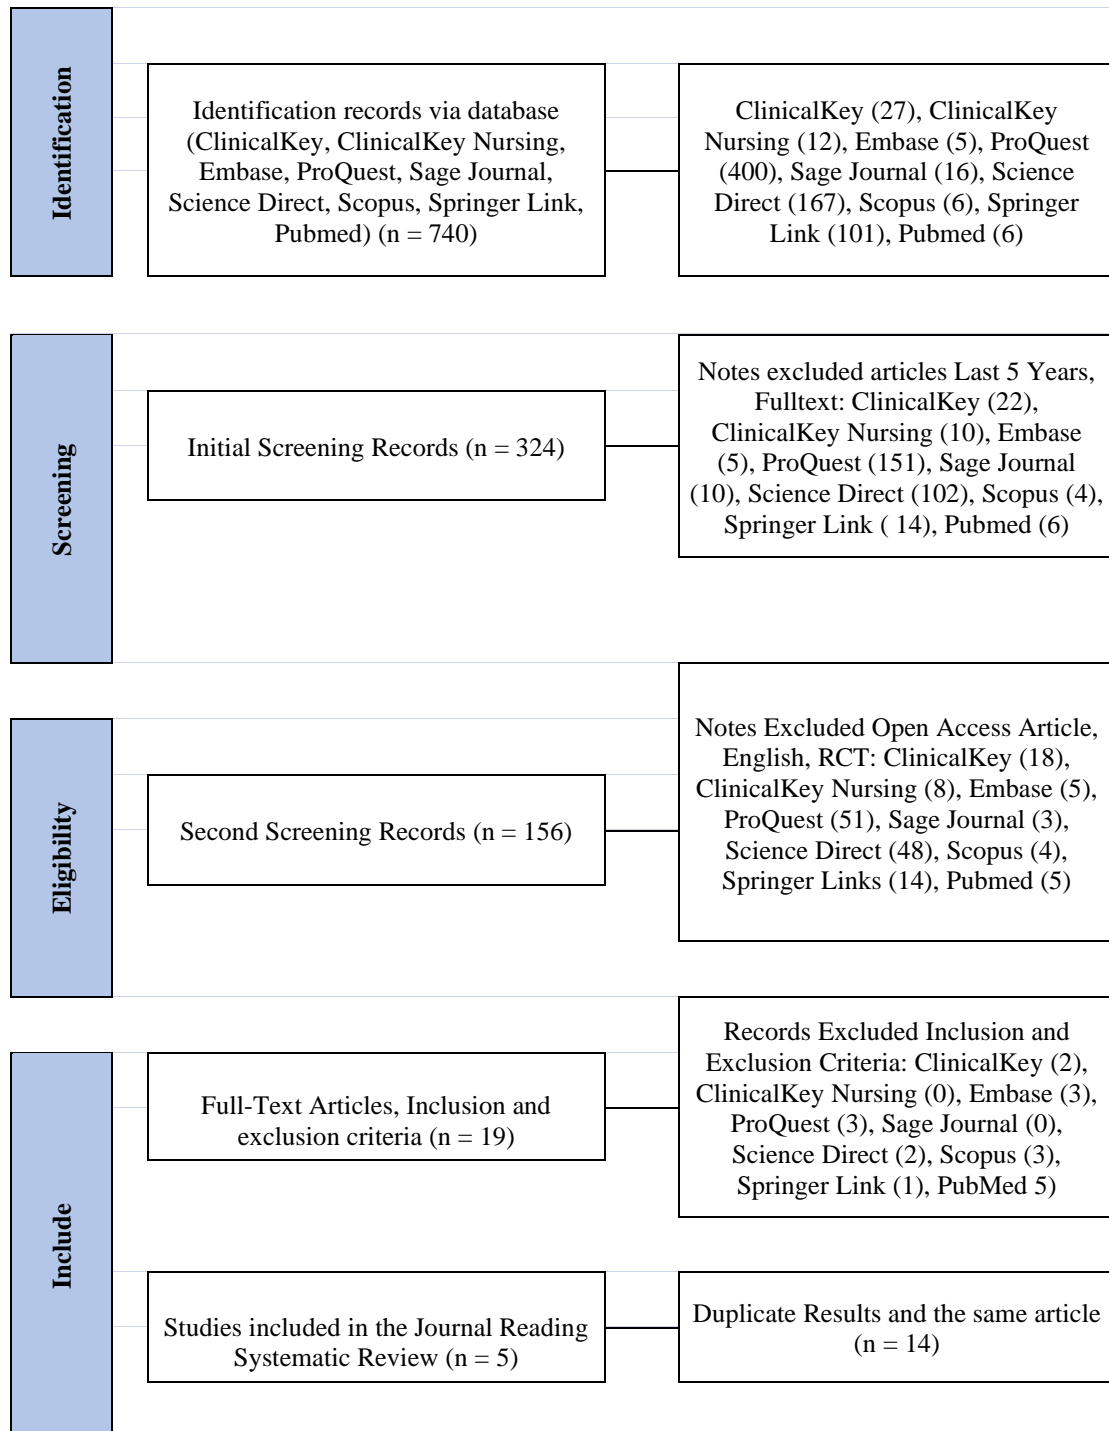 Identification
Identification records via database
(ClinicalKey, ClinicalKey Nursing,
Embase, ProQuest, Sage Journal,
Science Direct, Scopus, Springer Link,
Pubmed) (n = 740)
ClinicalKey (27), ClinicalKey
Nursing (12), Embase (5), ProQuest
(400), Sage Journal (16), Science
Direct (167), Scopus (6), Springer
Link (101), Pubmed (6)
Screening
Initial Screening Records (n = 324)
Notes excluded articles Last 5 Years,
Fulltext: ClinicalKey (22),
ClinicalKey Nursing (10), Embase
(5), ProQuest (151), Sage Journal
(10), Science Direct (102), Scopus (4),
Springer Link ( 14), Pubmed (6)
Eligibility
Second Screening Records (n = 156)
Notes Excluded Open Access Article,
English, RCT: ClinicalKey (18),
ClinicalKey Nursing (8), Embase (5),
ProQuest (51), Sage Journal (3),
Science Direct (48), Scopus (4),
Springer Links (14), Pubmed (5)
Include
Full-Text Articles, Inclusion and
exclusion criteria (n = 19)
Records Excluded Inclusion and
Exclusion Criteria: ClinicalKey (2),
ClinicalKey Nursing (0), Embase (3),
ProQuest (3), Sage Journal (0),
Science Direct (2), Scopus (3),
Springer Link (1), PubMed 5)
Studies included in the Journal Reading
Systematic Review (n = 5)
Duplicate Results and the same article
(n = 14)